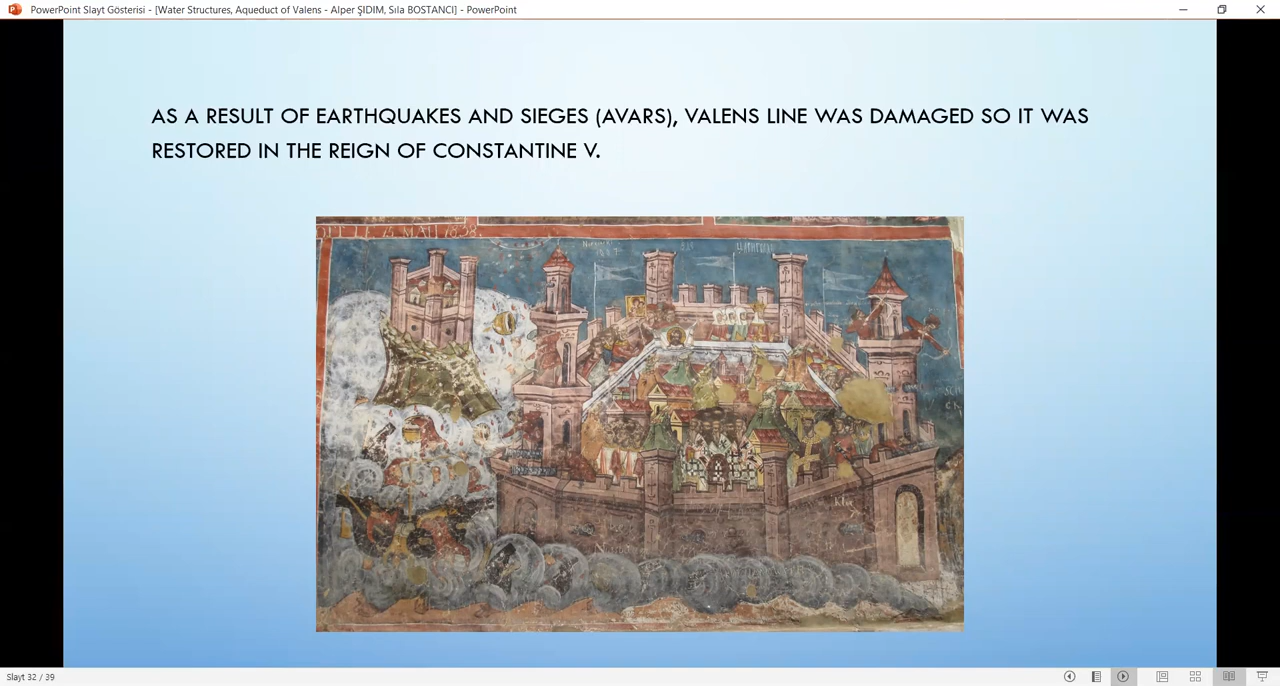 PowerPoint Slayt Gösterisi - [Water Structures, Aqueduct of Valens - Alper ŞIDIM, Sıla BOSTANCI] - PowerPoint
AS A RESULT OF EARTHQUAKES AND SIEGES (AVARS), VALENS LINE WAS DAMAGED SO IT WAS
RESTORED IN THE REIGN OF CONSTANTINE V.
Slayt 32 / 39